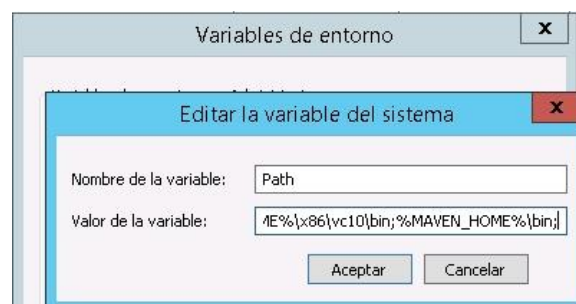 Variables de entorno
x
Editar la variable del sistema
x
Nombre de la variable: Path
Valor de la variable: ME%\x86\vc10\bin;%MAVEN_HOME%\bin;
Aceptar Cancelar